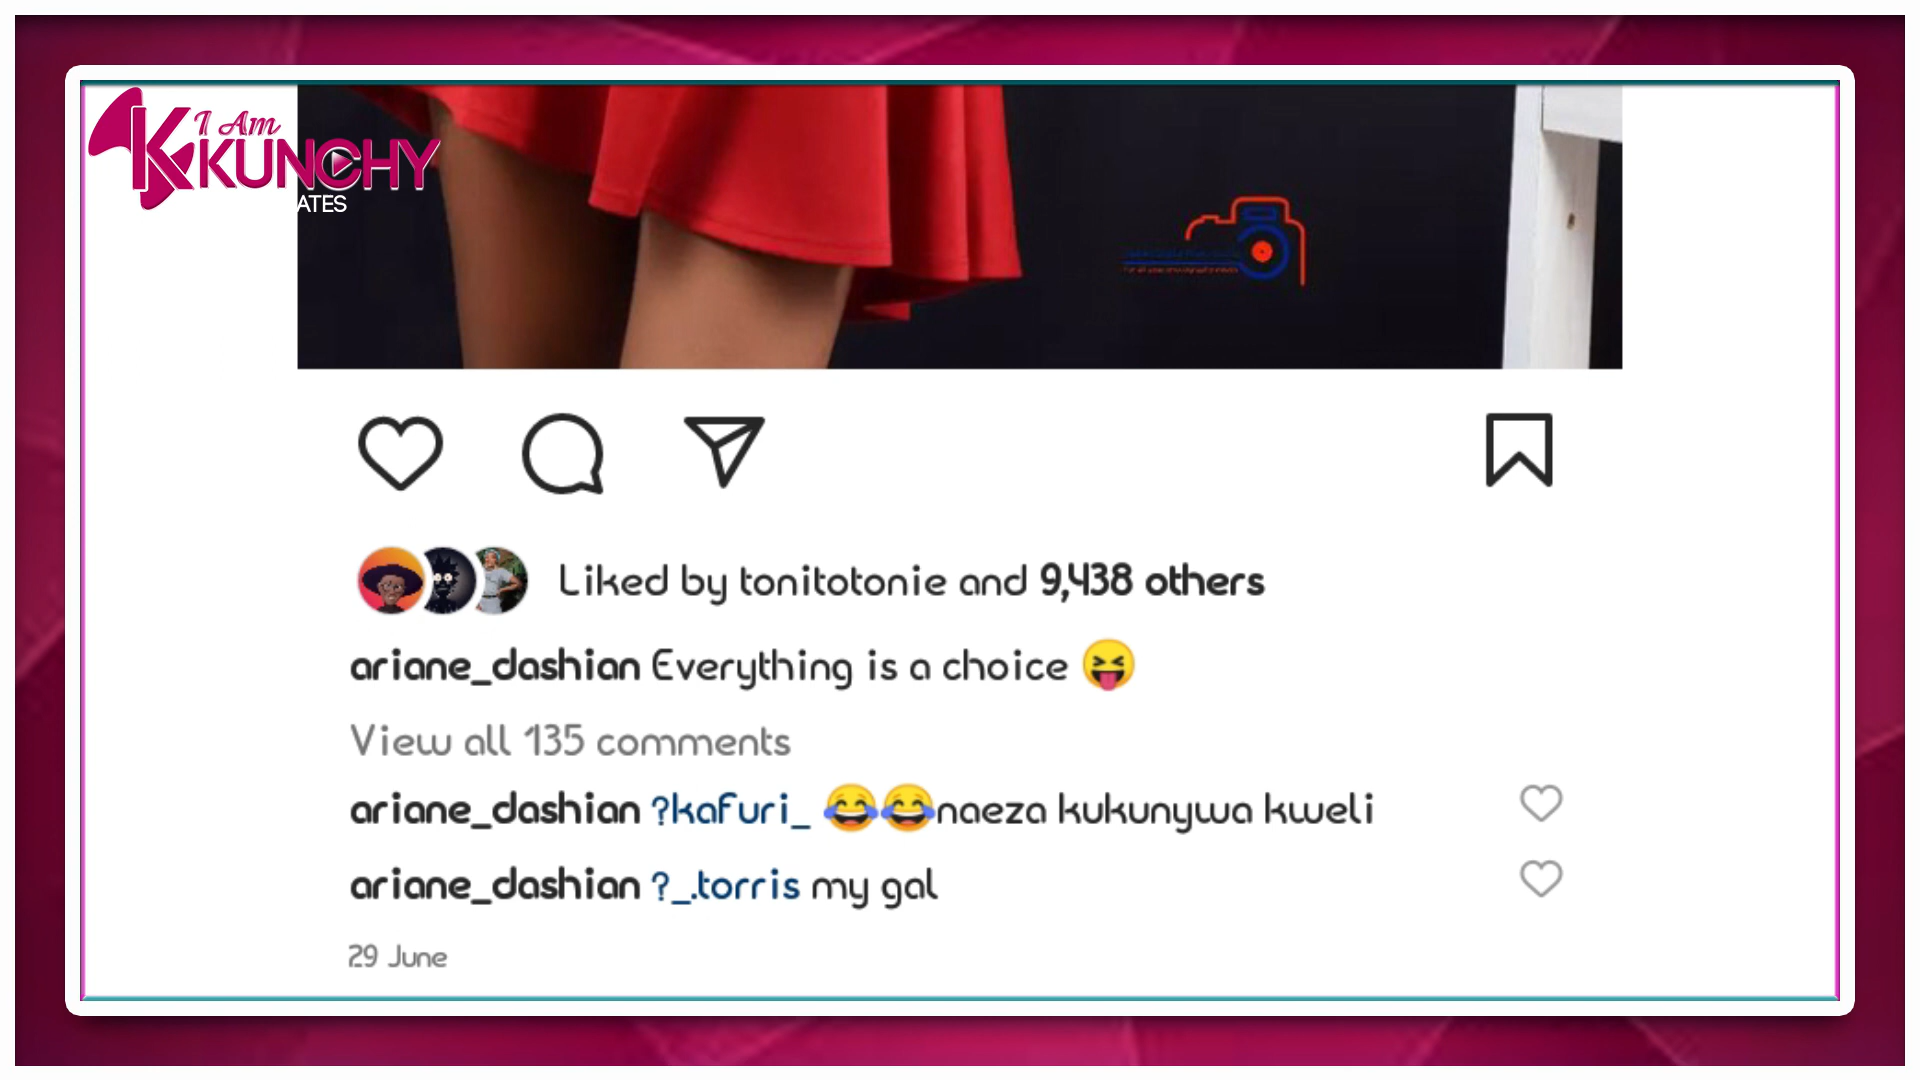 I Am
KUNCHY
ATES
Liked by tonitotonie and 9,438 others
ariane_dashian Everything is a choice 😝
View all 135 comments
ariane_dashian ?kafuri_ 😂😂naeza kukunywa kweli
ariane_dashian ?_.torris my gal
29 June